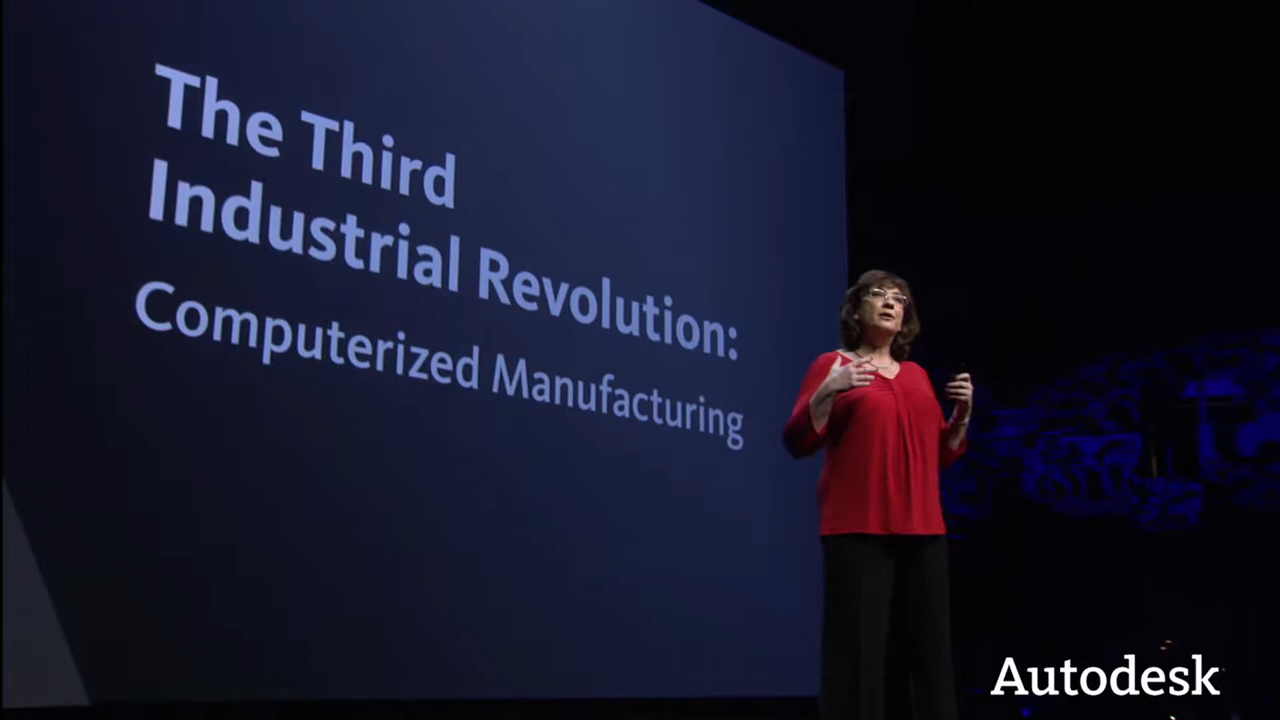 The Third
Industrial Revolution:
Computerized Manufacturing
Autodesk